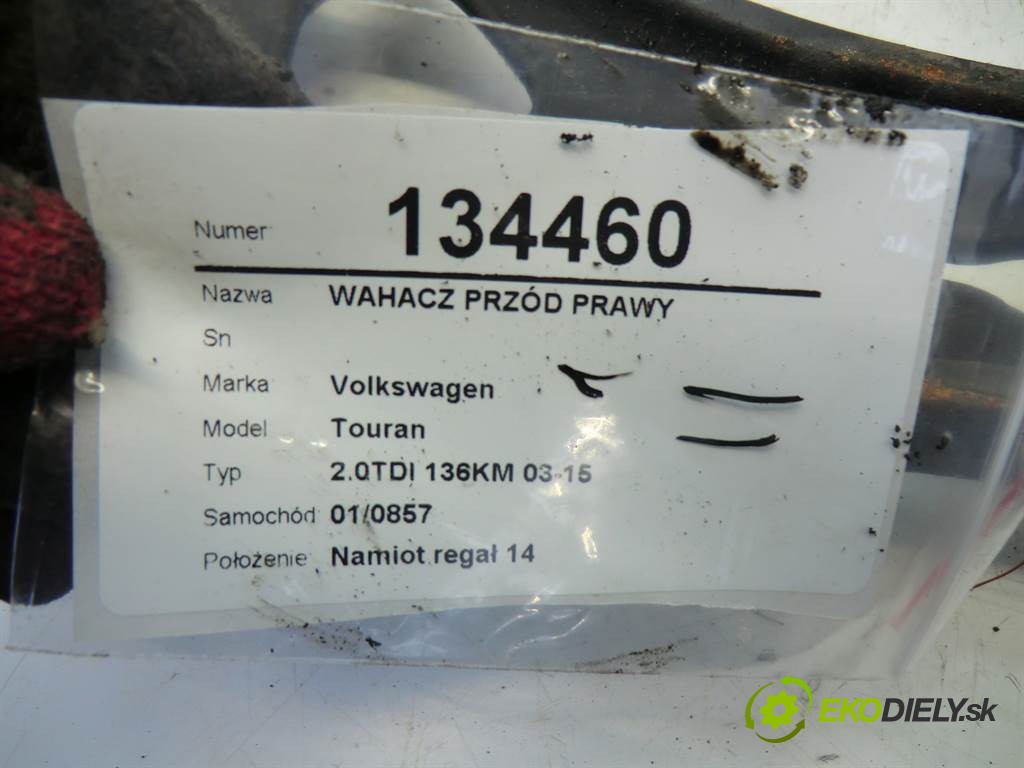 Numer 134460
Nazwa WAHACZ PRZÓD PRAWY
Sn
Marka Volkswagen
Model Touran
Typ 2.0TDI 136KM 03-15
Samochód 01/0857
Położenie Namiot regał 14
EKODIELY.sk